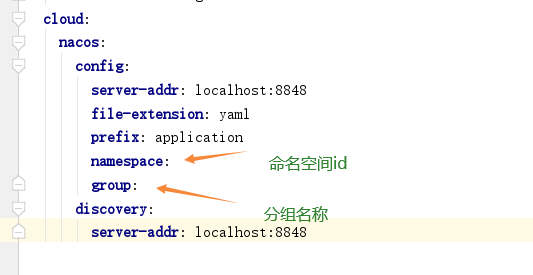 cloud:
nacos:
config:
server-addr: localhost:8848
file-extension: yaml
prefix: application
namespace:
命名空间id
group:
分组名称
discovery:
server-addr: localhost:8848